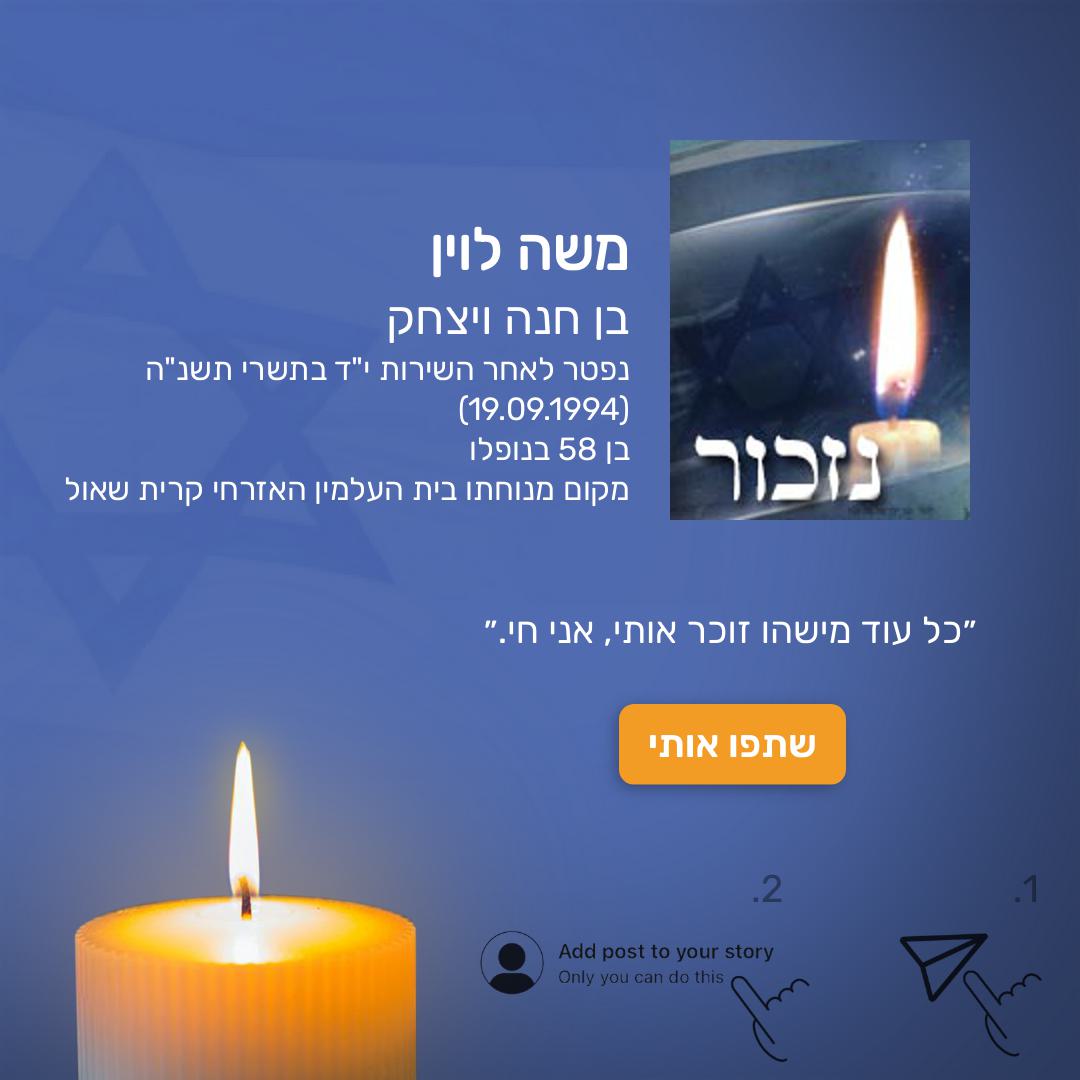 משה לוין
בן חנה ויצחק
נפטר לאחר השירות י"ד בתשרי תשנ"ה
(19.09.1994)
בן 58 בנופלו
מקום מנוחתו בית העלמין האזרחי קרית שאול
נזכור
״כל עוד מישהו זוכר אותי, אני חי.״
שתפו אותי
1.
2.
Add post to your story
Only you can do this